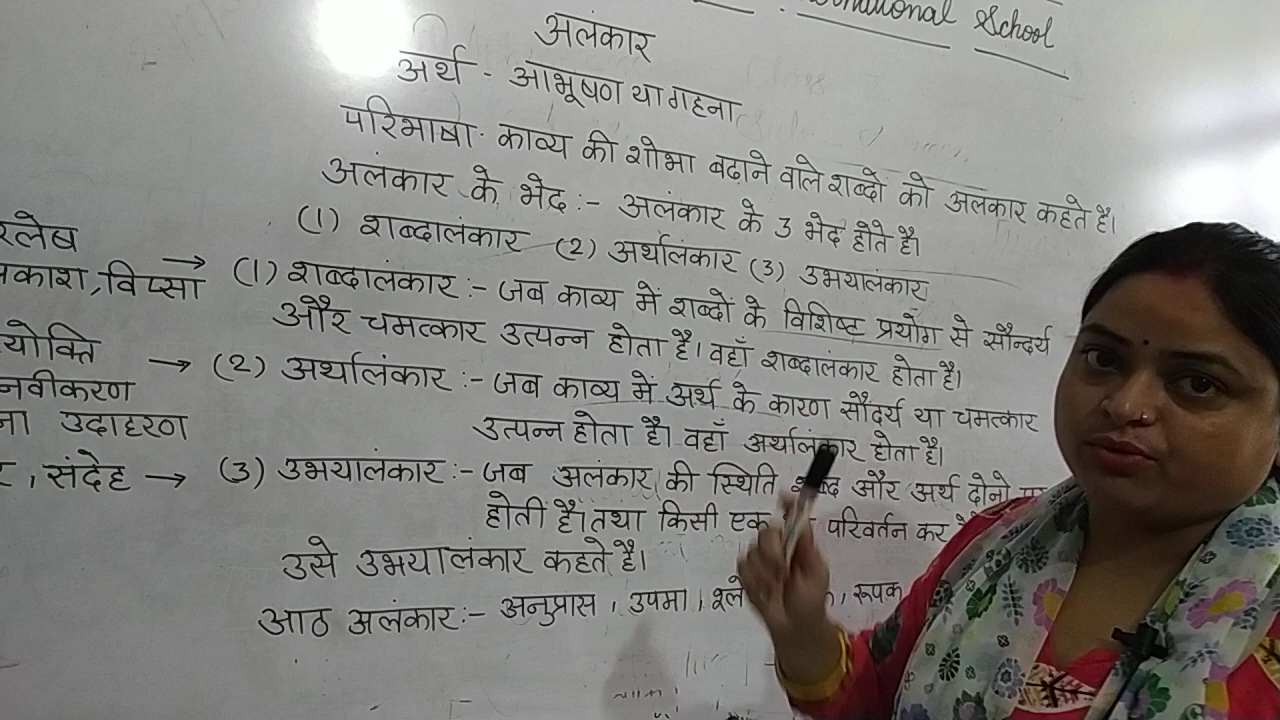 School
अलंकार
अर्थ - आभूषण या गहना
परिभाषा - काव्य की शोभा बढाने वाले शब्दों को अलंकार कहते है।
अलंकार के भेद :- अलंकार के 3 भेद होते है।
(1) शब्दालंकार (2) अर्थालंकार (3) उभयालंकार
→ (1) शब्दालंकार :- जब काव्य में शब्दों के विशिष्ट प्रयोग से सौन्दर्य
और चमत्कार उत्पन्न होता है। वहाँ शब्दालंकार होता है।
→ (2) अर्थालंकार :- जब काव्य में अर्थ के कारण सौंदर्य या चमत्कार
उत्पन्न होता है। वहाँ अर्थालंकार होता है।
, संदेह → (3) उभयालंकार :- जब अलंकार की स्थिति शब्द और अर्थ दोनो
होती है। तथा किसी एक परिवर्तन कर
उसे उभयालंकार कहते है।
आठ अलंकार :- अनुप्रास , उपमा , , रूपक
विप्सा
नवीकरण
उदाहरण